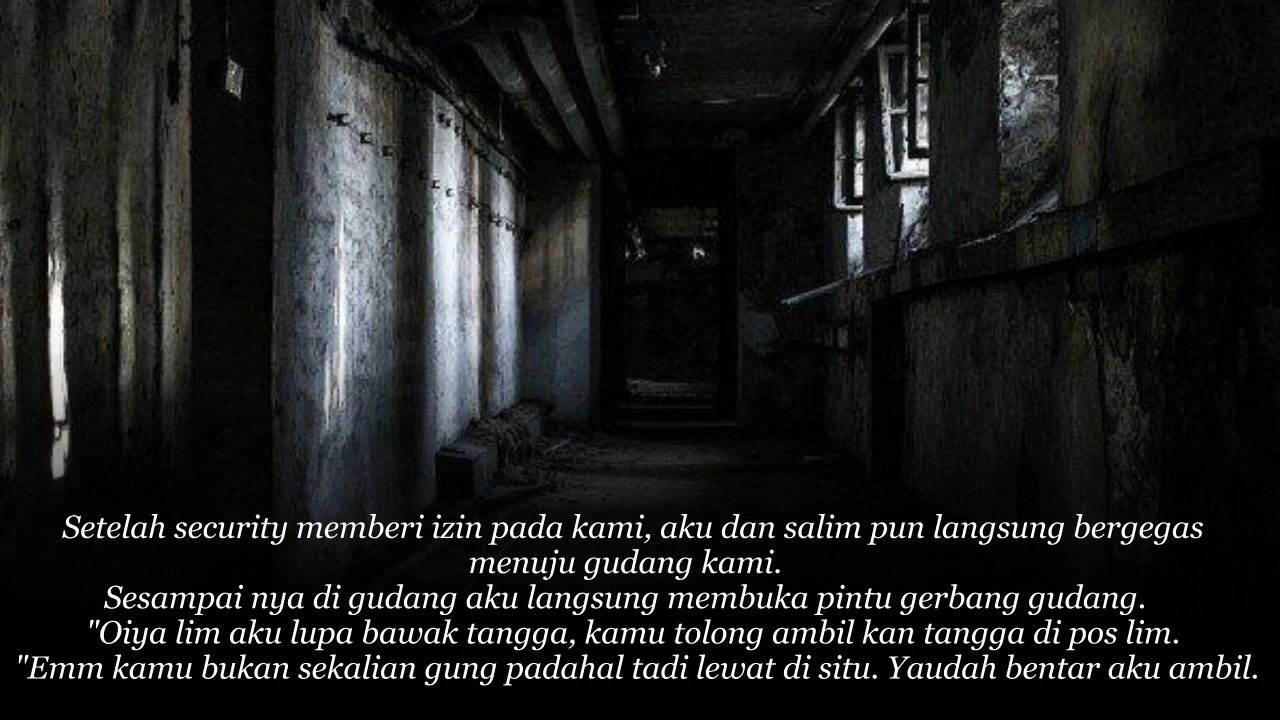 Setelah security memberi izin pada kami, aku dan salim pun langsung bergegas
menuju gudang kami.
Sesampai nya di gudang aku langsung membuka pintu gerbang gudang.
"Oiya lim aku lupa bawak tangga, kamu tolong ambil kan tangga di pos lim.
"Emm kamu bukan sekalian gung padahal tadi lewat di situ. Yaudah bentar aku ambil.